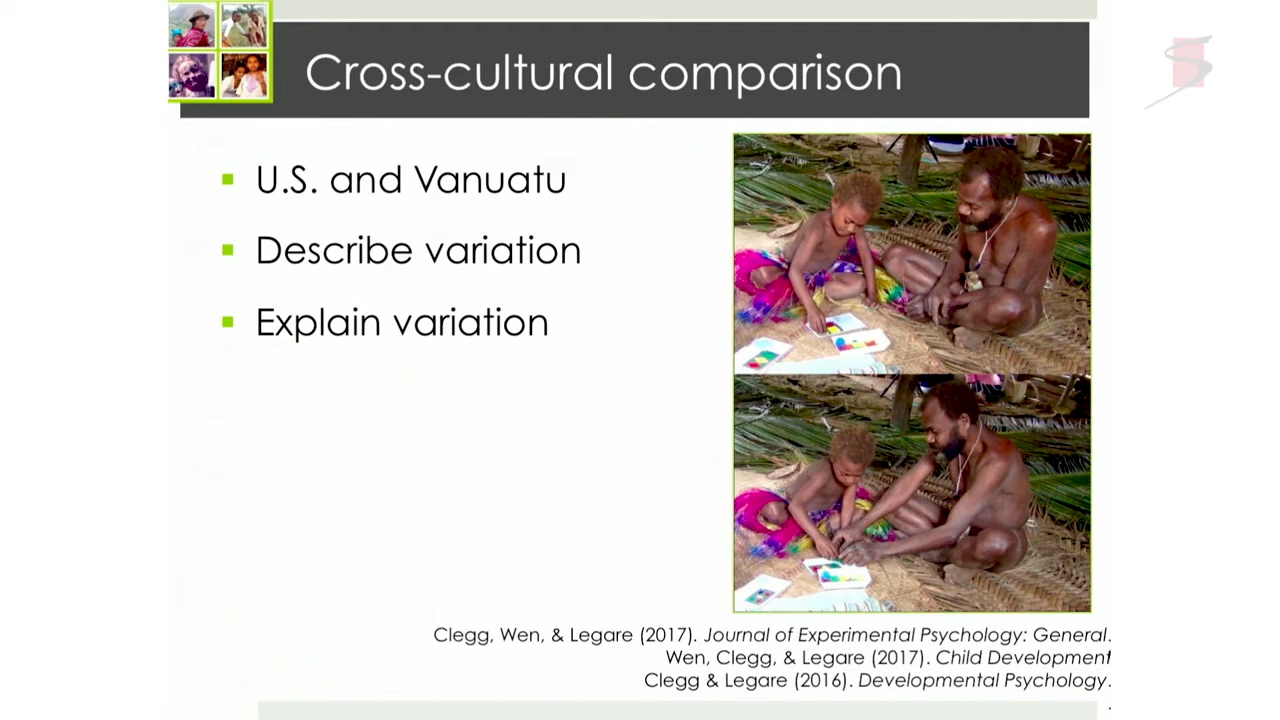 Cross-cultural comparison
U.S. and Vanuatu
Describe variation
Explain variation
Clegg, Wen, & Legare (2017). Journal of Experimental Psychology: General.
Wen, Clegg, & Legare (2017). Child Development
Clegg & Legare (2016). Developmental Psychology.
.